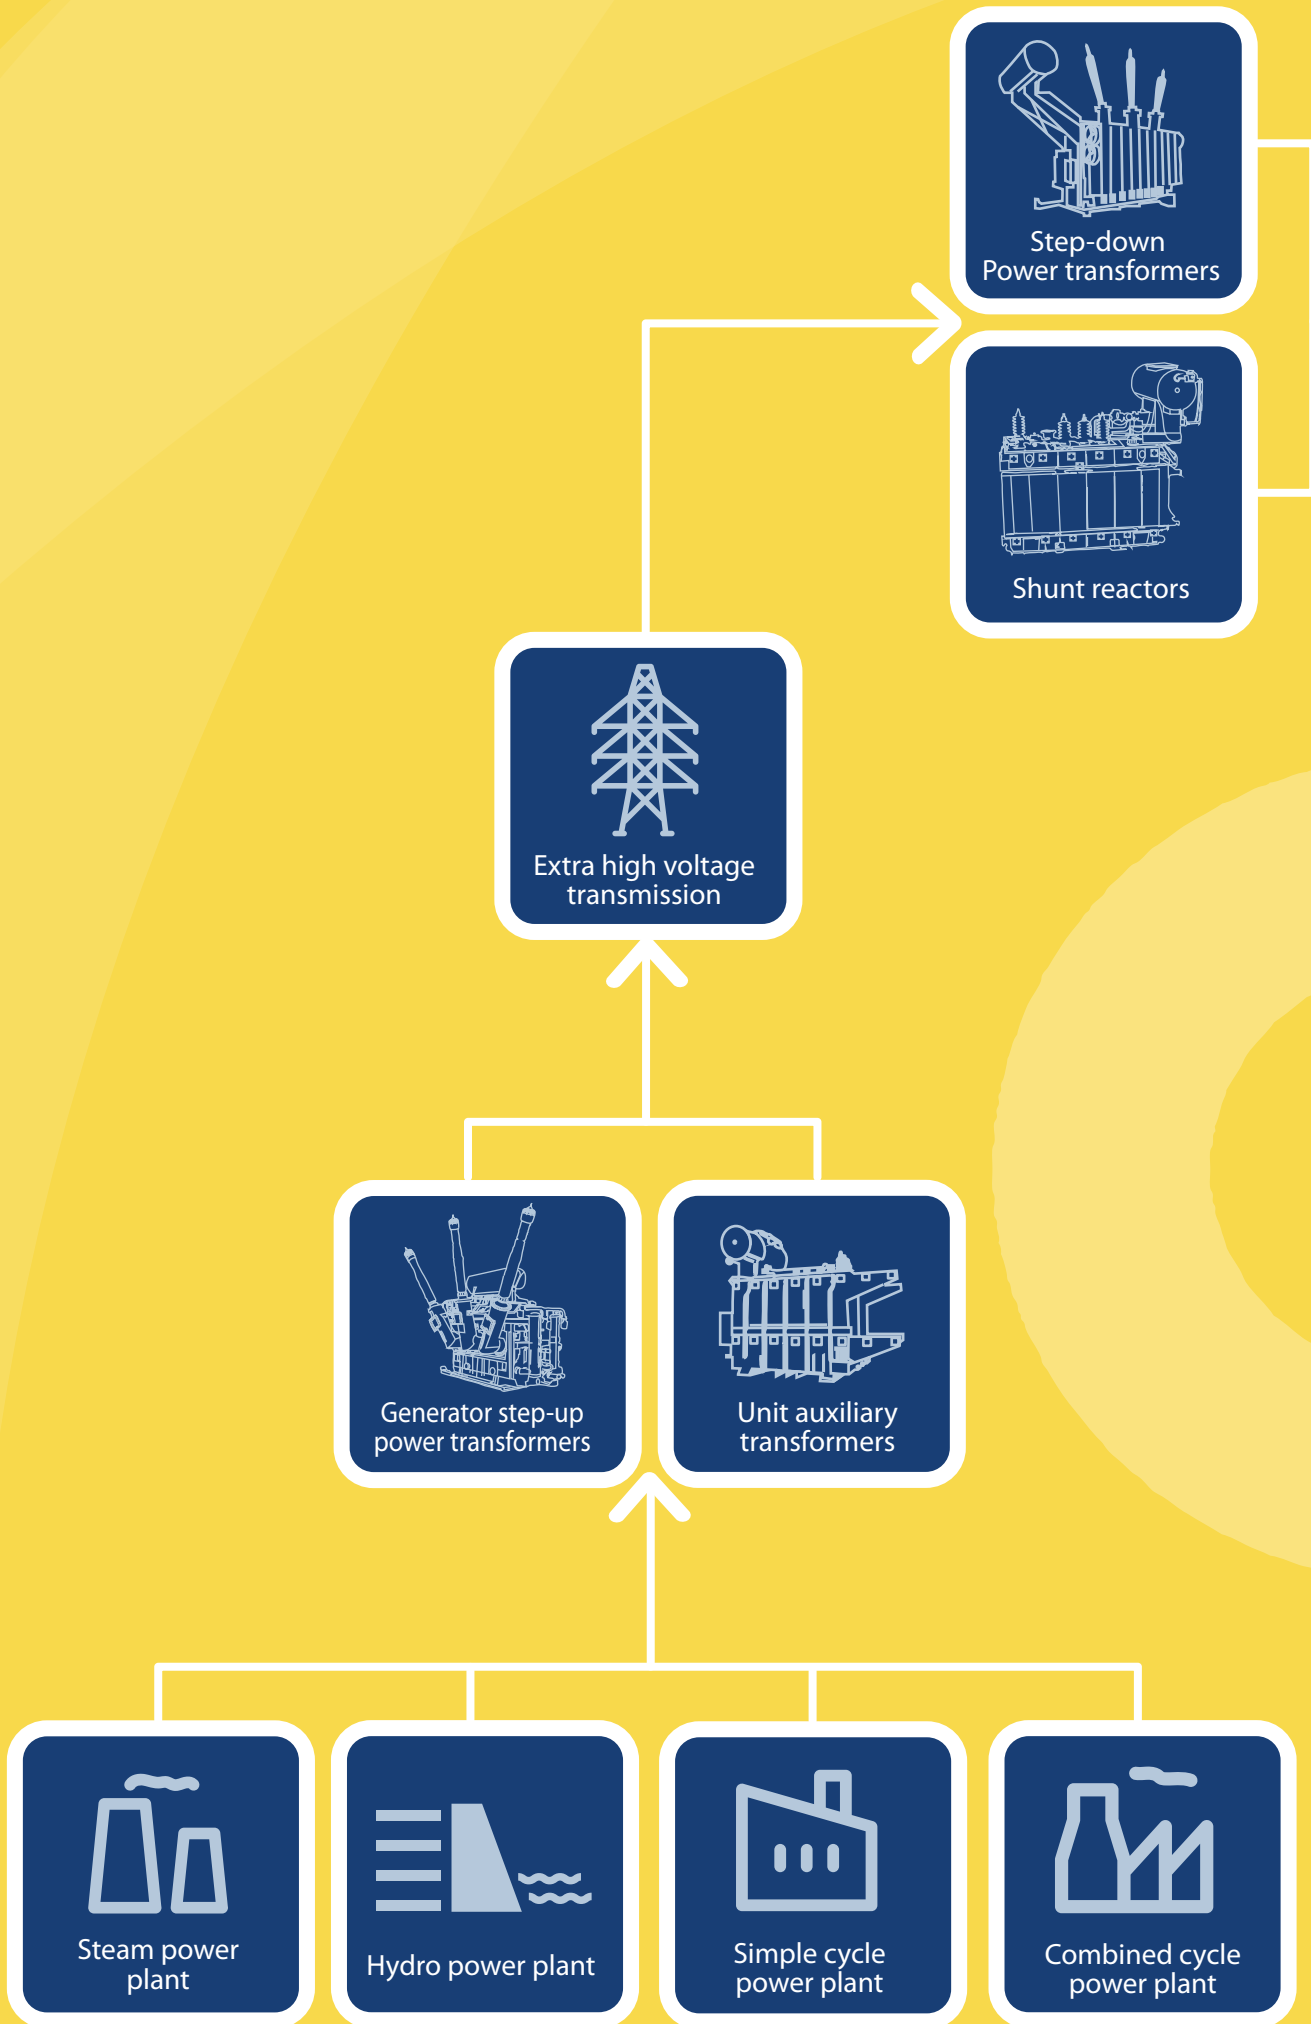 Step-down
Power transformers
Shunt reactors
Extra high voltage
transmission
Generator step-up
power transformers
Unit auxiliary
transformers
Steam power
plant
Hydro power plant
Simple cycle
power plant
Combined cycle
power plant